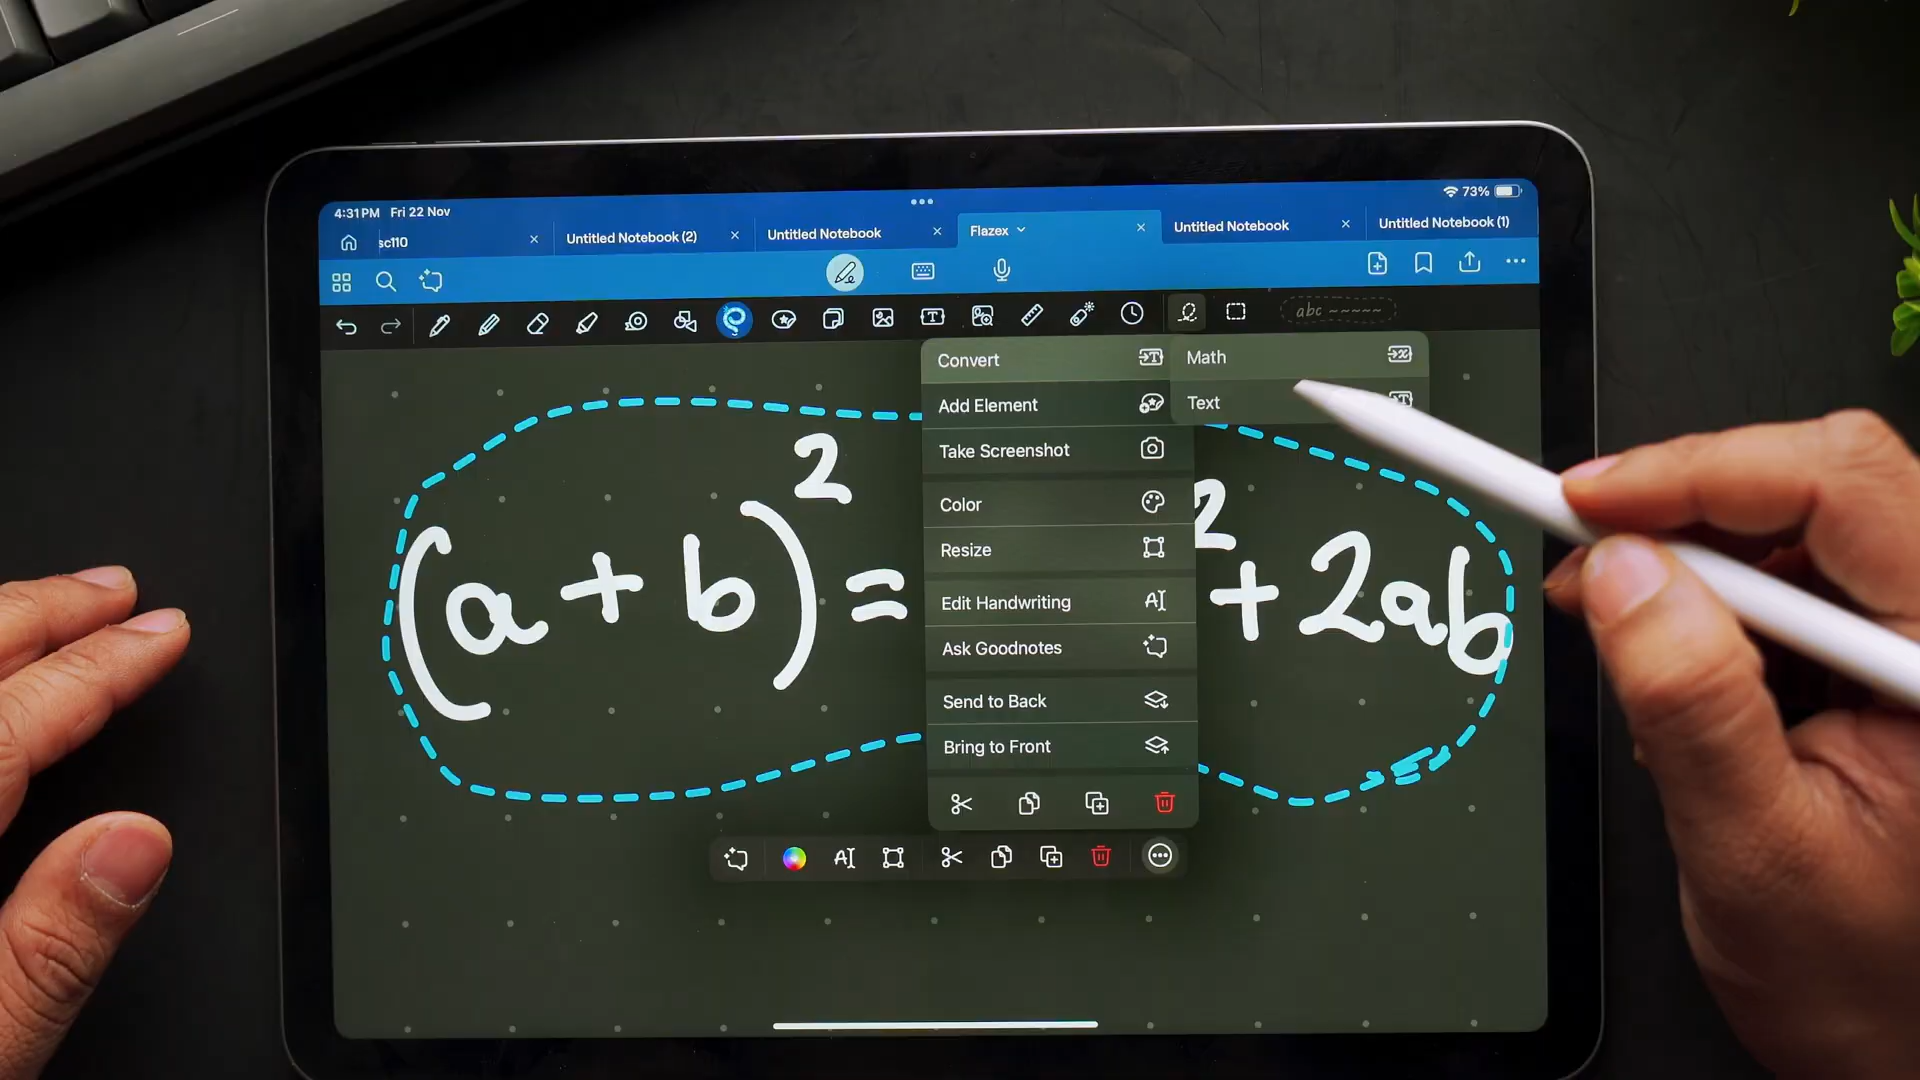 4:31 PM Fri 22 Nov
73%
sc110
Untitled Notebook (2)
Untitled Notebook
Flazex
Untitled Notebook
Untitled Notebook (1)
abc
Convert
Math
Add Element
Text
Take Screenshot
Color
Resize
Edit Handwriting
Ask Goodnotes
Send to Back
Bring to Front
(a + b)² = ² + 2ab